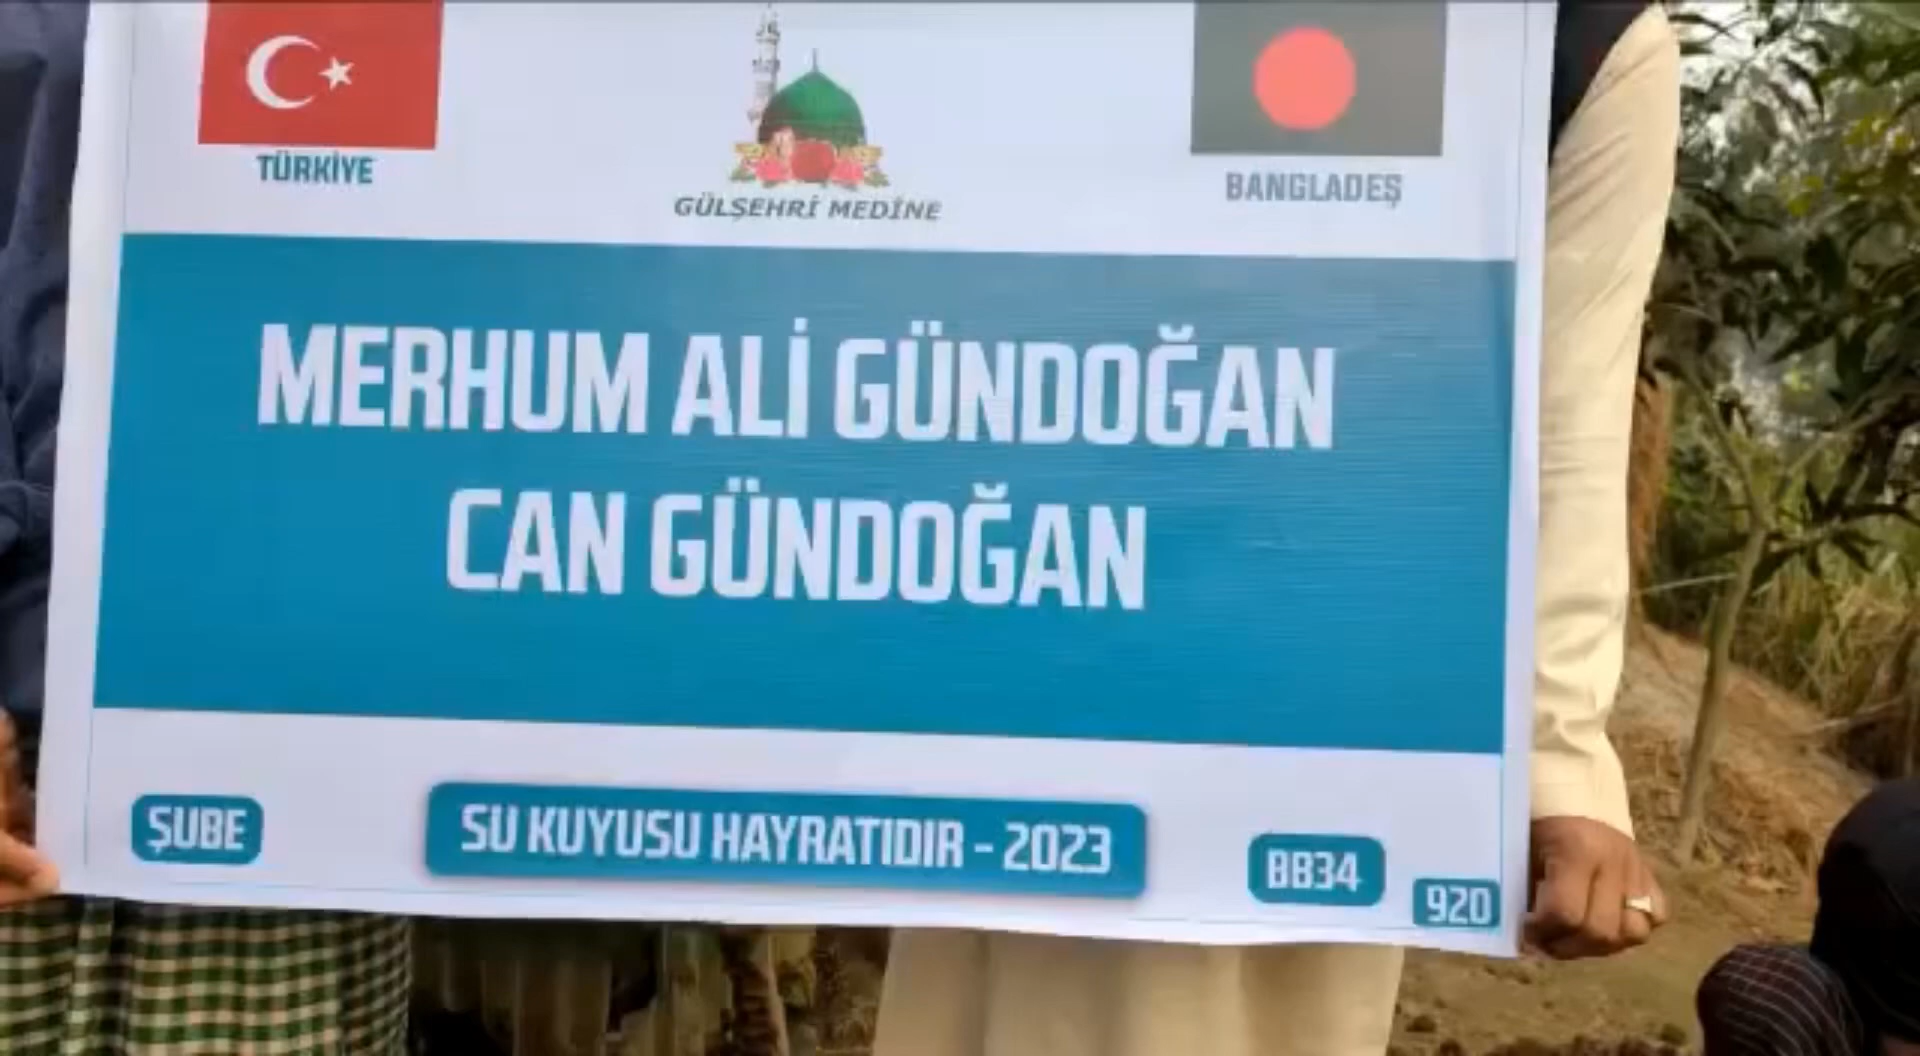 TÜRKİYE
GÜLŞEHRİ MEDİNE
BANGLADEŞ
MERHUM ALİ GÜNDOĞAN
CAN GÜNDOĞAN
ŞUBE
SU KUYUSU HAYRATIDIR - 2023
BB34
920